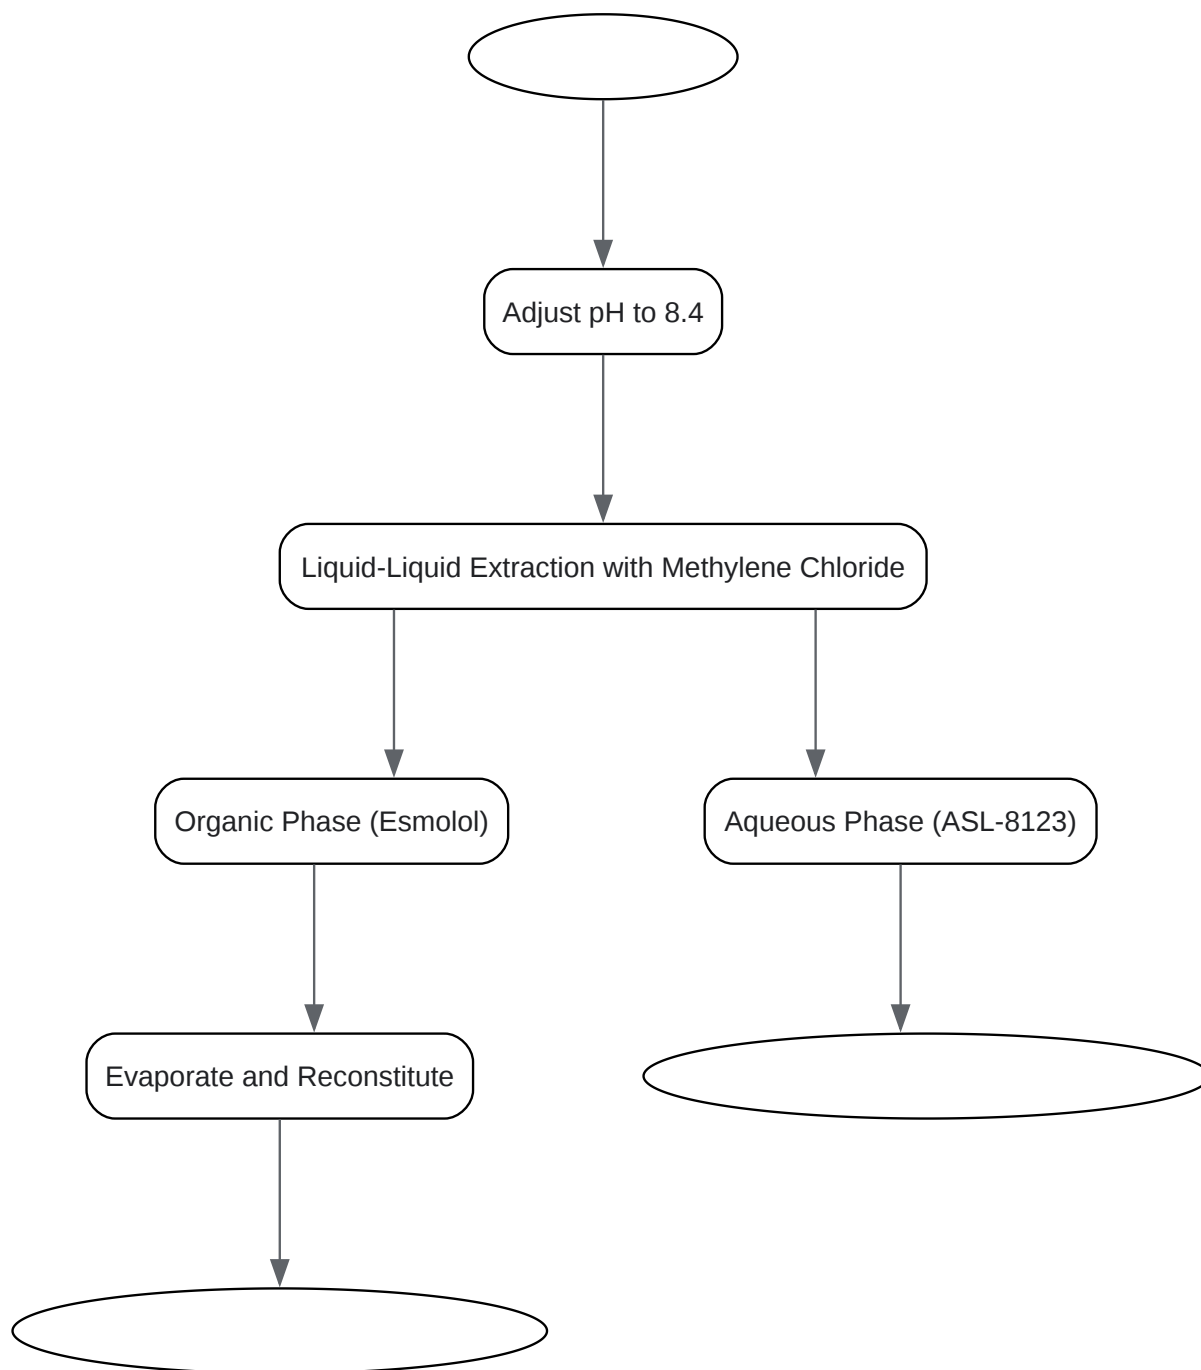 Adjust pH to 8.4
Liquid-Liquid Extraction with Methylene Chloride
Organic Phase (Esmolol)
Aqueous Phase (ASL-8123)
Evaporate and Reconstitute